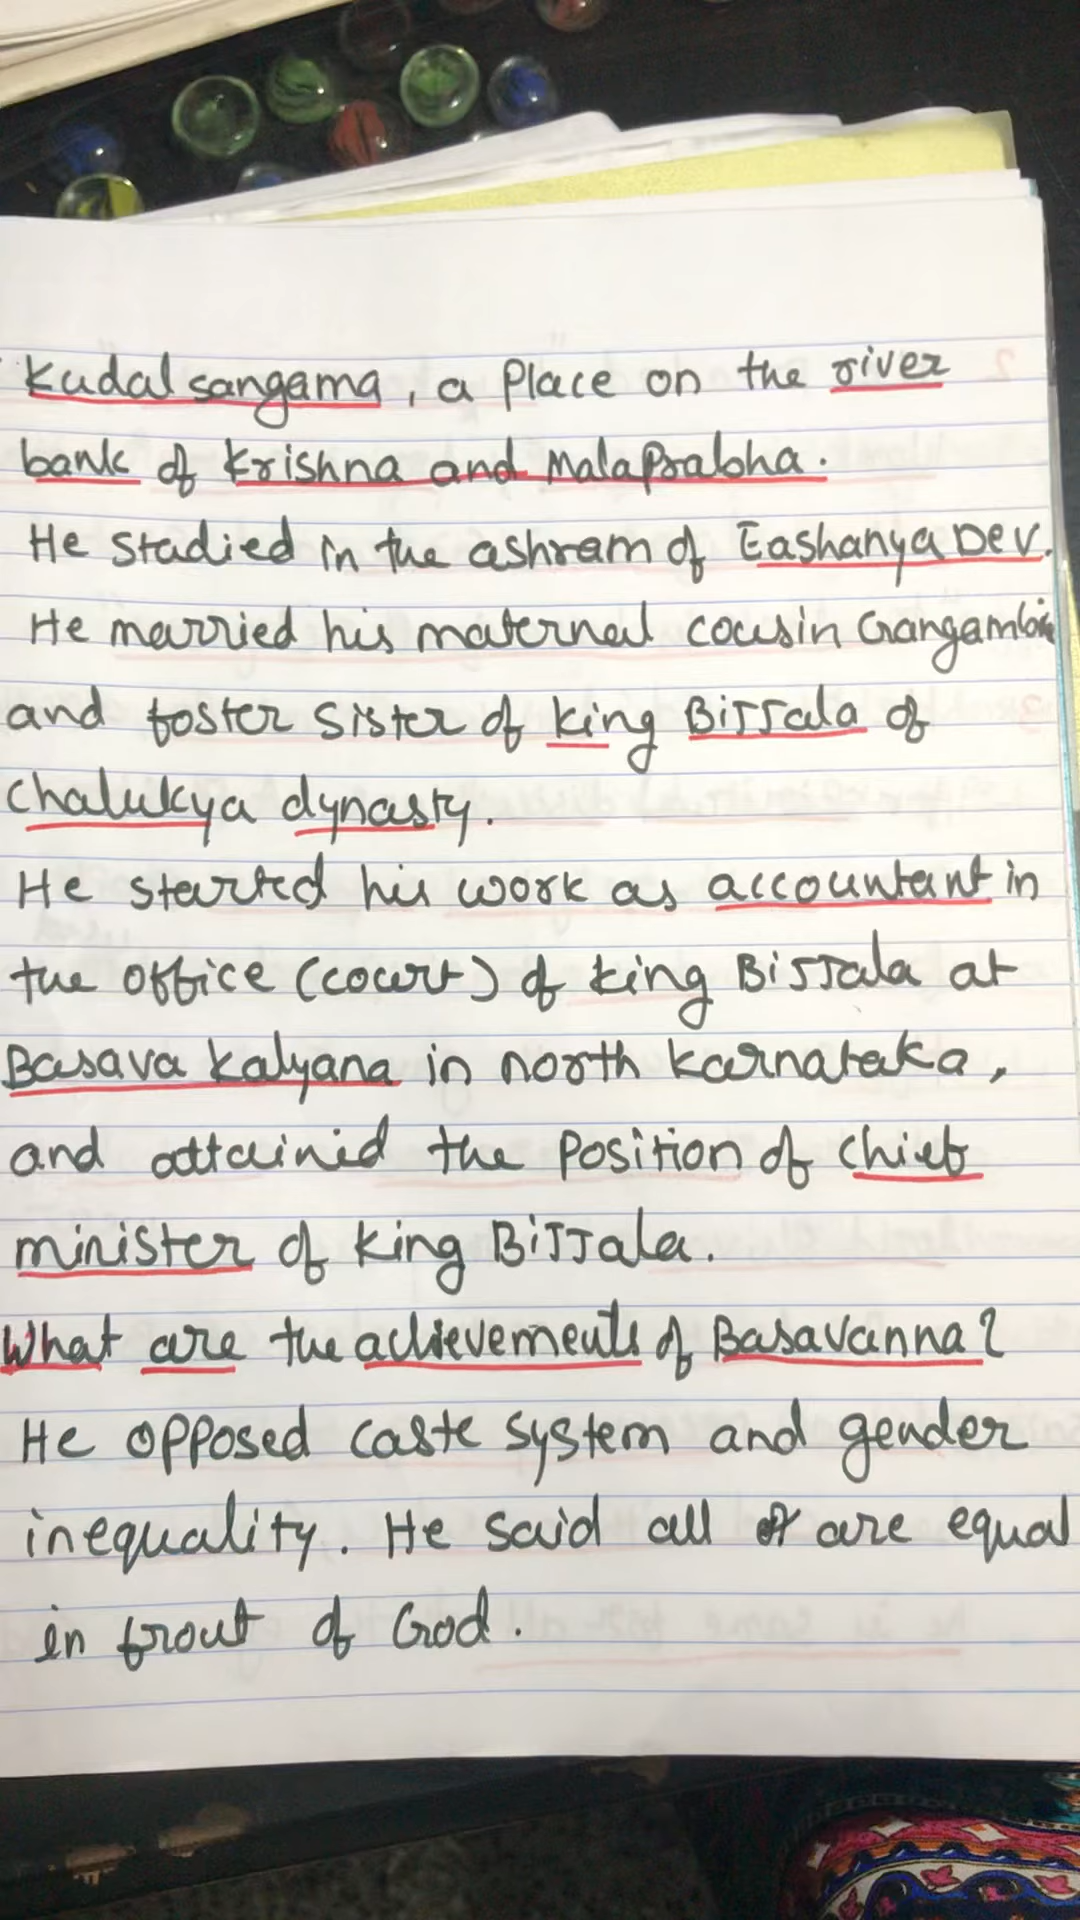 Kudalsangama, a place on the river
bank of Krishna and Malaprabha.
He studied in the ashram of Eashanya Dev.
He married his maternal cousin
and foster sister of king Bijjala of
Chalukya dynasty.
He started his work as accountant in
the office (court) of king Bijjala at
Basava Kalyana in north Karnataka,
and attained the position of chief
minister of king Bijjala.
What are the achievements of Basavanna?
He opposed caste system and gender
inequality. He said all are equal
in front of God.